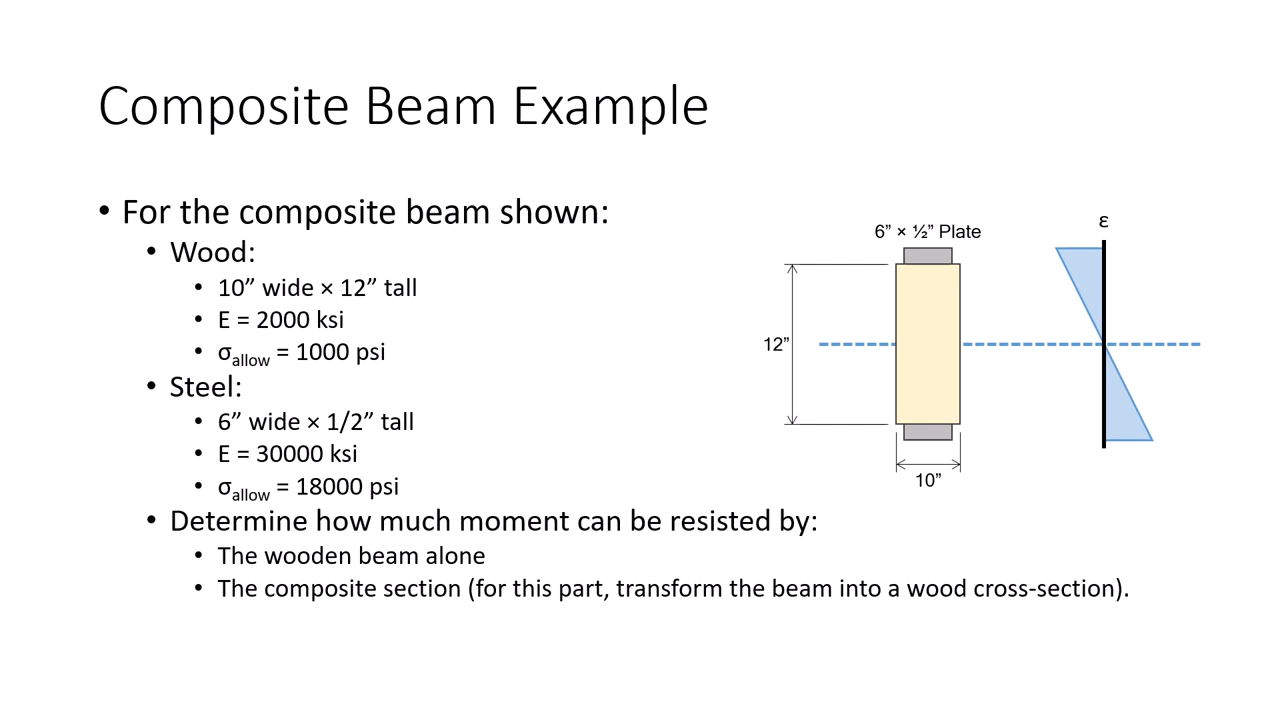 Composite Beam Example
• For the composite beam shown:
• Wood:
• 10” wide × 12” tall
• E = 2000 ksi
• σallow = 1000 psi
• Steel:
• 6” wide × 1/2” tall
• E = 30000 ksi
• σallow = 18000 psi
• Determine how much moment can be resisted by:
• The wooden beam alone
• The composite section (for this part, transform the beam into a wood cross-section).
6” × ½” Plate
12”
10”
ε